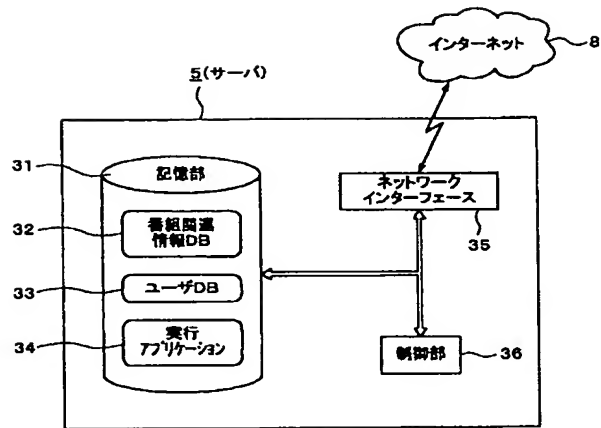 インターネット
8
5(サーバ)
31
記憶部
32
番組関連
情報DB
33
ユーザDB
34
実行
アプリケーション
ネットワーク
インターフェース
35
制御部
36